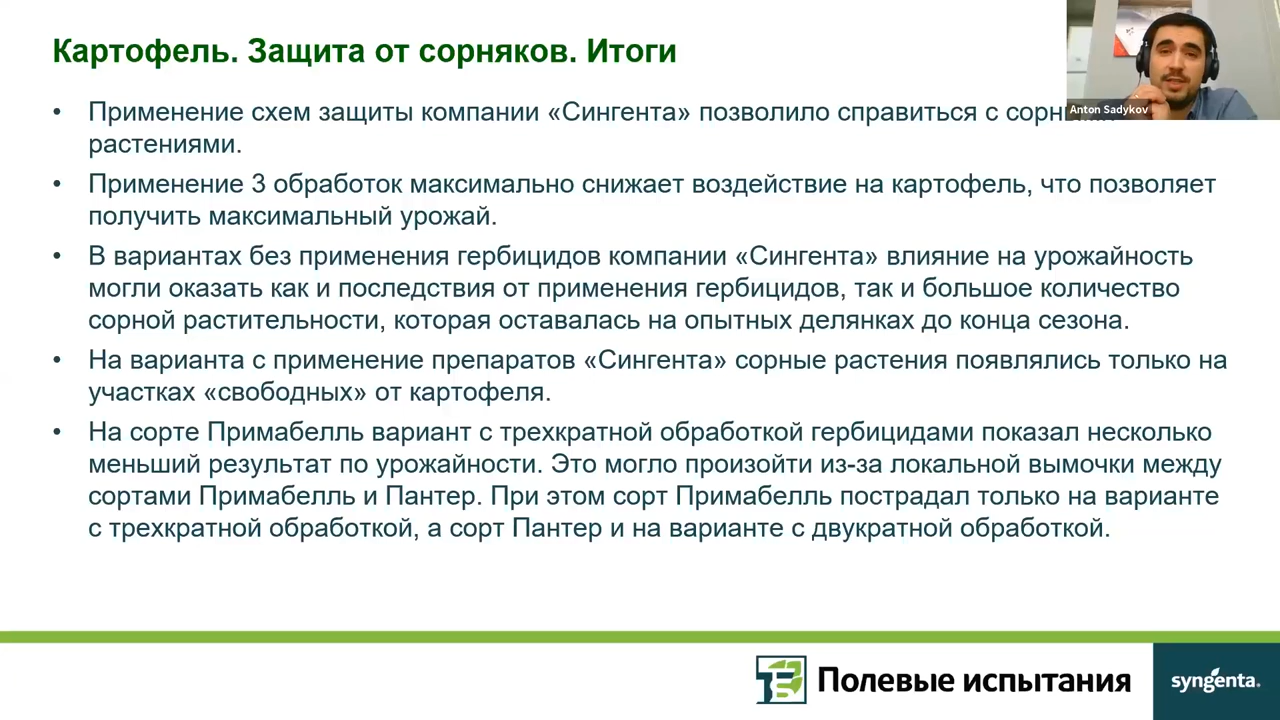 Картофель. Защита от сорняков. Итоги
Anton Sadykov
• Применение схем защиты компании «Сингента» позволило справиться с
растениями.
• Применение 3 обработок максимально снижает воздействие на картофель, что позволяет
получить максимальный урожай.
• В вариантах без применения гербицидов компании «Сингента» влияние на урожайность
могли оказать как и последствия от применения гербицидов, так и большое количество
сорной растительности, которая оставалась на опытных делянках до конца сезона.
• На варианта с применение препаратов «Сингента» сорные растения появлялись только на
участках «свободных» от картофеля.
• На сорте Примабелль вариант с трехкратной обработкой гербицидами показал несколько
меньший результат по урожайности. Это могло произойти из-за локальной вымочки между
сортами Примабелль и Пантер. При этом сорт Примабелль пострадал только на варианте
с трехкратной обработкой, а сорт Пантер и на варианте с двукратной обработкой.
Полевые испытания
syngenta.